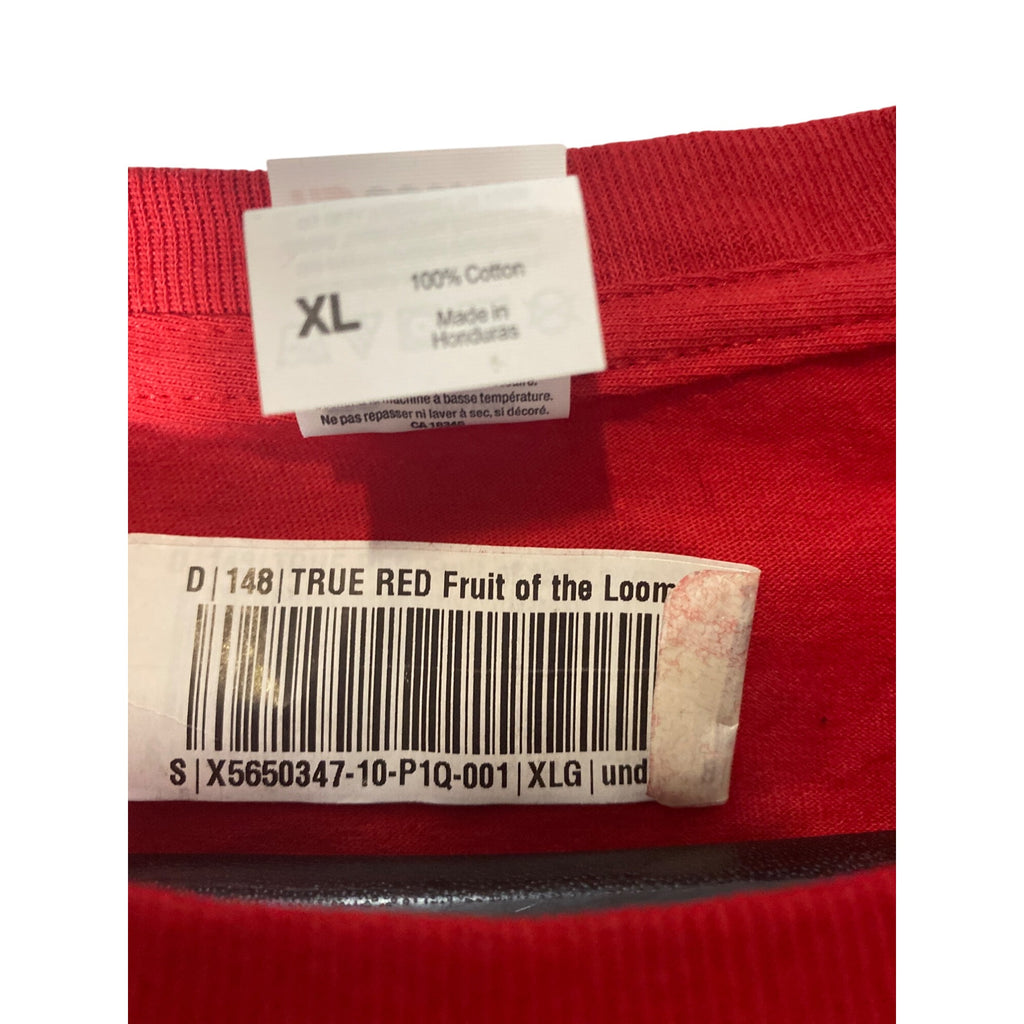 XL
100% Cotton
Made in
Honduras
machine à basse température.
Ne pas repasser ni laver à sec, si décoré.
D | 148 | TRUE RED Fruit of the Loom
S | X5650347-10-P1Q-001 | XLG | und